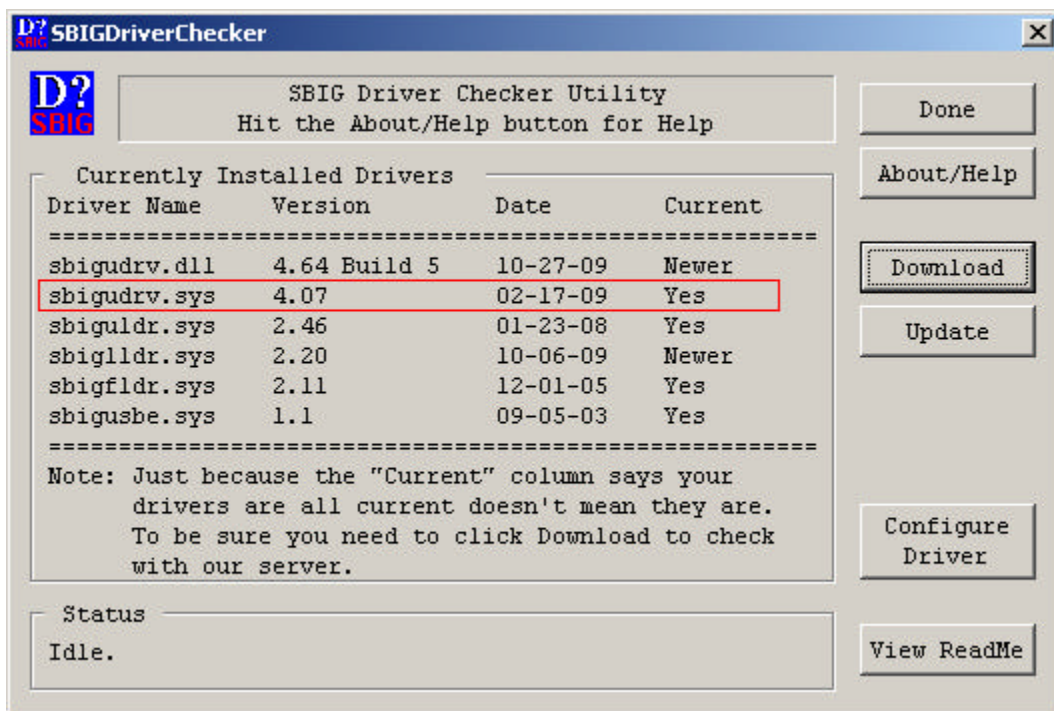 D? SBIG SBIGDriverChecker
D?
SBIG
SBIG Driver Checker Utility
Hit the About/Help button for Help
Done
About/Help
Download
Update
Configure
Driver
View ReadMe
Currently Installed Drivers
Driver Name Version Date Current
=======================================================
sbigudrv.dll 4.64 Build 5 10-27-09 Newer
sbigudrv.sys 4.07 02-17-09 Yes
sbiguldr.sys 2.46 01-23-08 Yes
sbiglldr.sys 2.20 10-06-09 Newer
sbigfldr.sys 2.11 12-01-05 Yes
sbigusbe.sys 1.1 09-05-03 Yes
=======================================================
Note: Just because the "Current" column says your
drivers are all current doesn't mean they are.
To be sure you need to click Download to check
with our server.
Status
Idle.